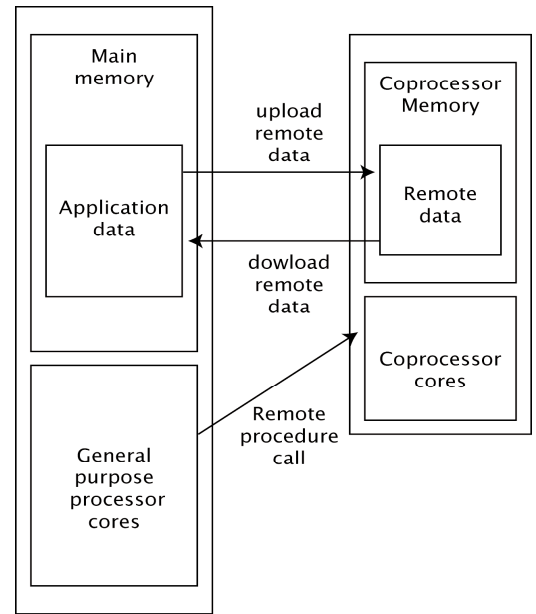 Main
memory
Application
data
General
purpose
processor
cores
upload
remote
data
dowload
remote
data
Remote
procedure
call
Coprocessor
Memory
Remote
data
Coprocessor
cores